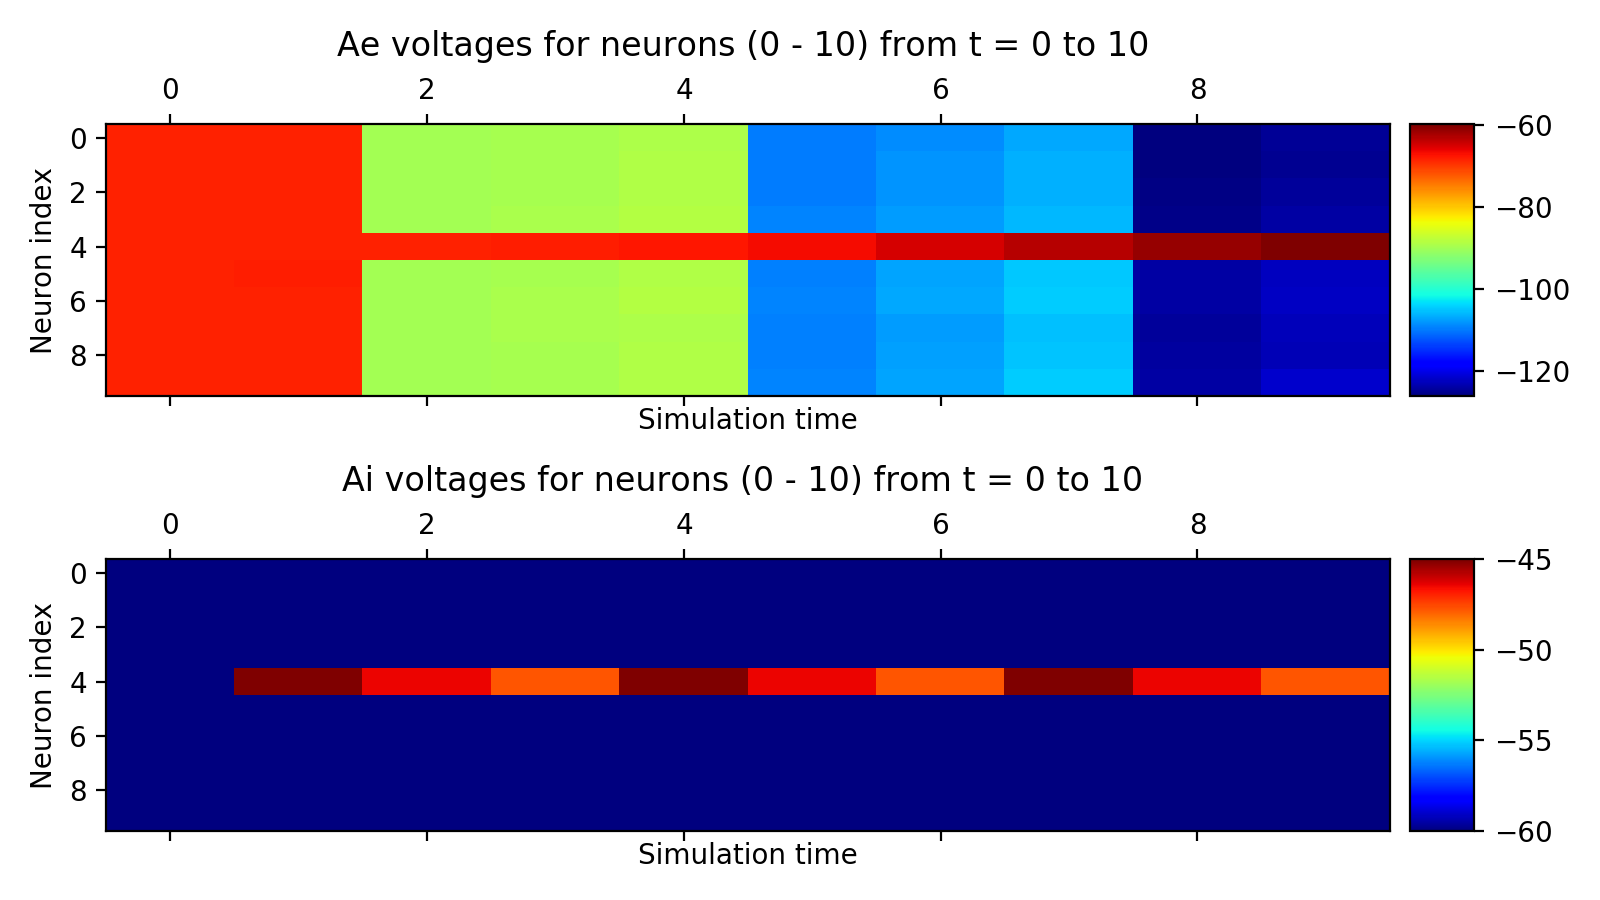 Ae voltages for neurons (0 - 10) from t = 0 to 10
0 2 4 6 8
Neuron index
0
2
4
6
8
Simulation time
−60
−80
−100
−120
Ai voltages for neurons (0 - 10) from t = 0 to 10
0 2 4 6 8
Neuron index
0
2
4
6
8
Simulation time
−45
−50
−55
−60